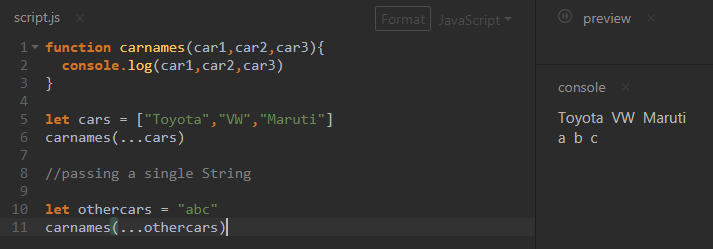 script.js
Format
JavaScript
1 function carnames(car1,car2,car3){
2 console.log(car1,car2,car3)
3 }
4
5 let cars = ["Toyota","VW","Maruti"]
6 carnames(...cars)
7
8 //passing a single String
9
10 let othercars = "abc"
11 carnames(...othercars)
preview
console
Toyota VW Maruti
a b c